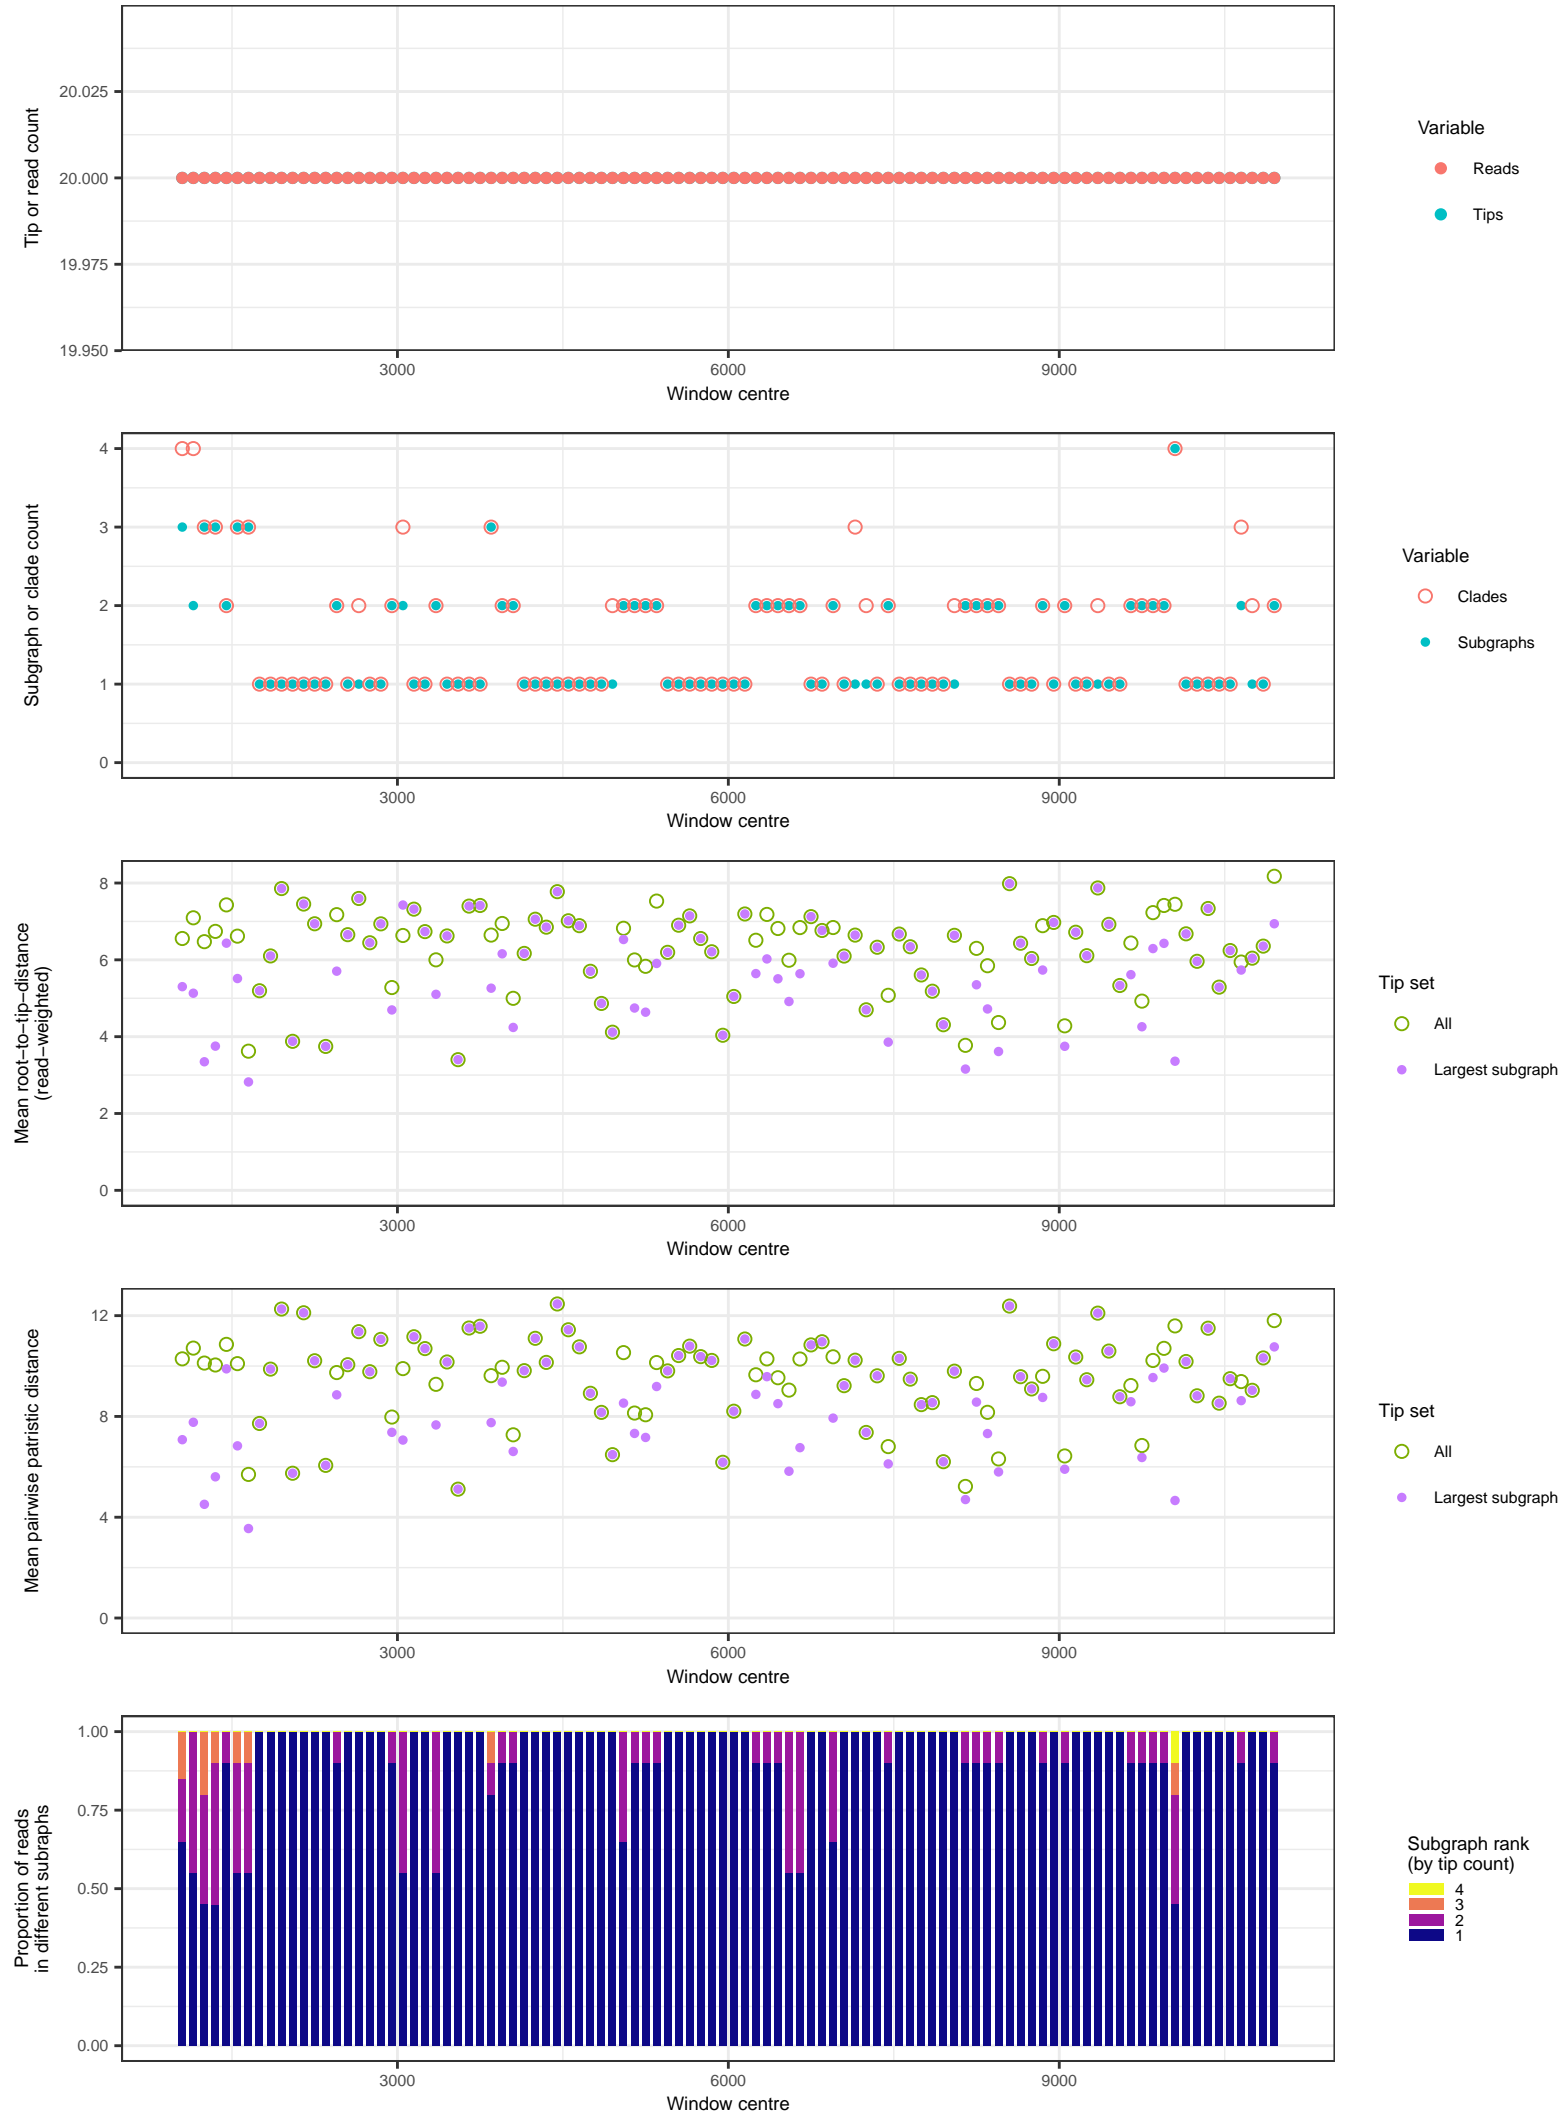 20.025
20.000
19.975
19.950
Tip or read count
3000
6000
9000
Window centre
Variable
Reads
Tips
4
3
2
1
0
Subgraph or clade count
3000
6000
9000
Window centre
Variable
Clades
Subgraphs
8
6
4
2
0
Mean root−to−tip−distance
(read−weighted)
3000
6000
9000
Window centre
Tip set
All
Largest subgraph
12
8
4
0
Mean pairwise patristic distance
3000
6000
9000
Window centre
Tip set
All
Largest subgraph
1.00
0.75
0.50
0.25
0.00
Proportion of reads
in different subraphs
3000
6000
9000
Window centre
Subgraph rank
(by tip count)
4
3
2
1